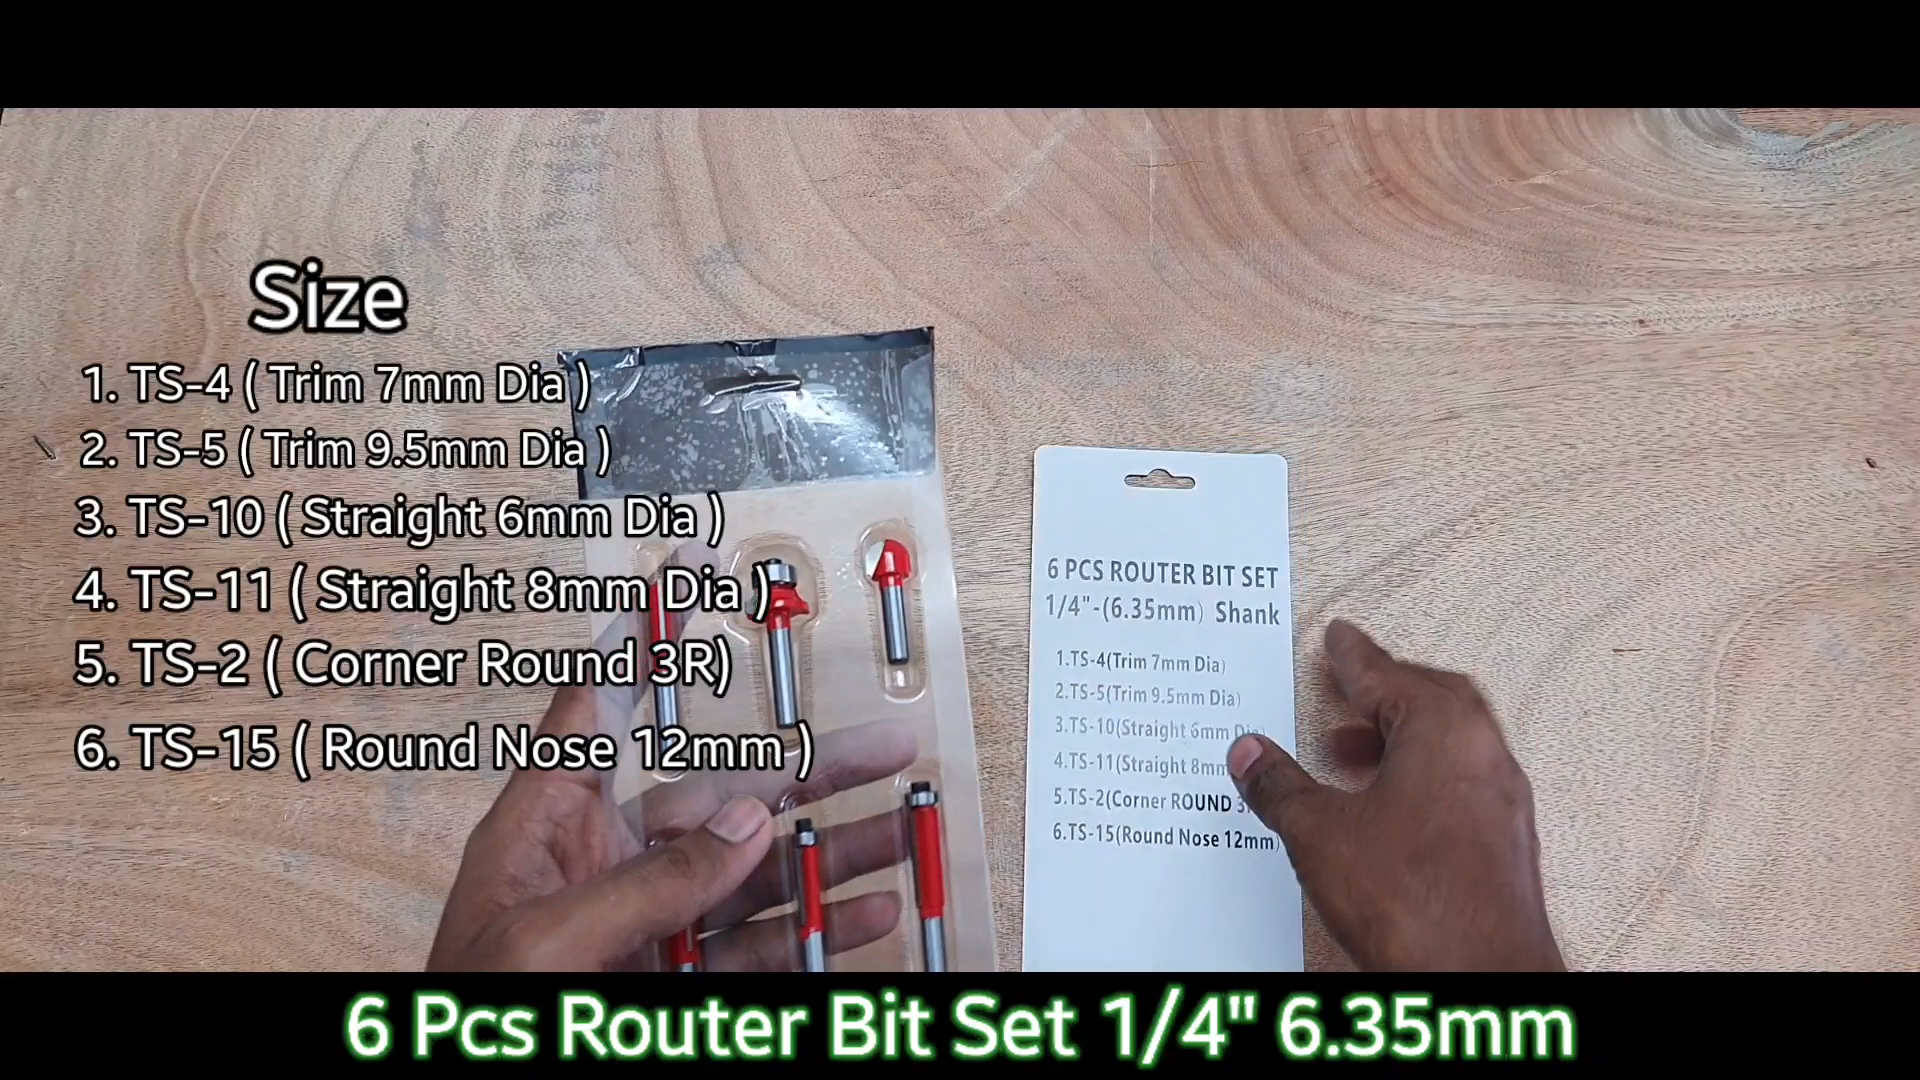 Size
1. TS-4 ( Trim 7mm Dia )
2. TS-5 ( Trim 9.5mm Dia )
3. TS-10 ( Straight 6mm Dia )
4. TS-11 ( Straight 8mm Dia )
5. TS-2 ( Corner Round 3R)
6. TS-15 ( Round Nose 12mm )
6 PCS ROUTER BIT SET
1/4"-(6.35mm) Shank
1.TS-4(Trim 7mm Dia)
2.TS-5(Trim 9.5mm Dia)
3.TS-10(Straight 6mm Dia)
4.TS-11(Straight 8mm
5.TS-2(Corner ROUND
6.TS-15(Round Nose 12mm)
6 Pcs Router Bit Set 1/4" 6.35mm